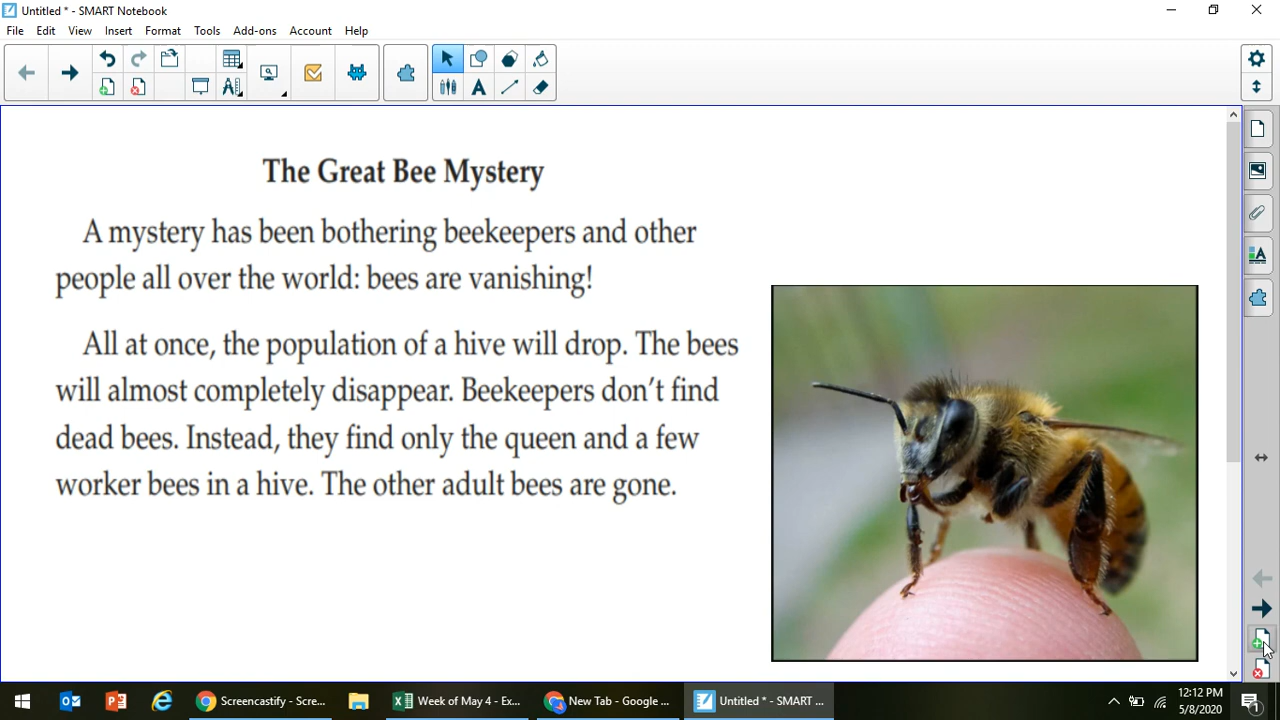 Untitled * - SMART Notebook
File Edit View Insert Format Tools Add-ons Account Help
The Great Bee Mystery
A mystery has been bothering beekeepers and other
people all over the world: bees are vanishing!
All at once, the population of a hive will drop. The bees
will almost completely disappear. Beekeepers don't find
dead bees. Instead, they find only the queen and a few
worker bees in a hive. The other adult bees are gone.
Screencastify - Scre...
Week of May 4 - Ex...
New Tab - Google ...
Untitled * - SMART ...
12:12 PM
5/8/2020